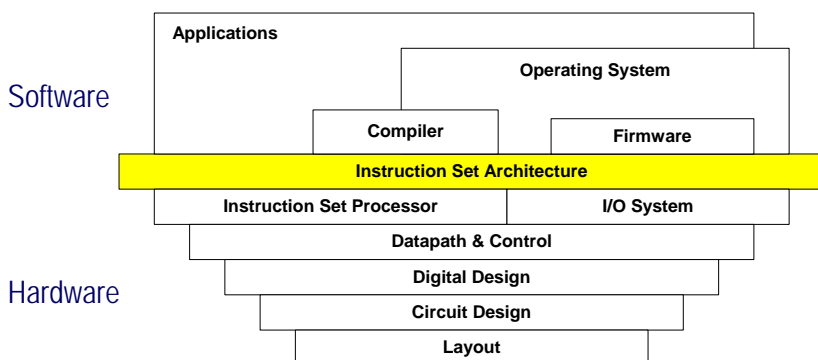 Applications
Operating System
Software
Compiler
Firmware
Instruction Set Architecture
Instruction Set Processor
I/O System
Datapath & Control
Digital Design
Hardware
Circuit Design
Layout